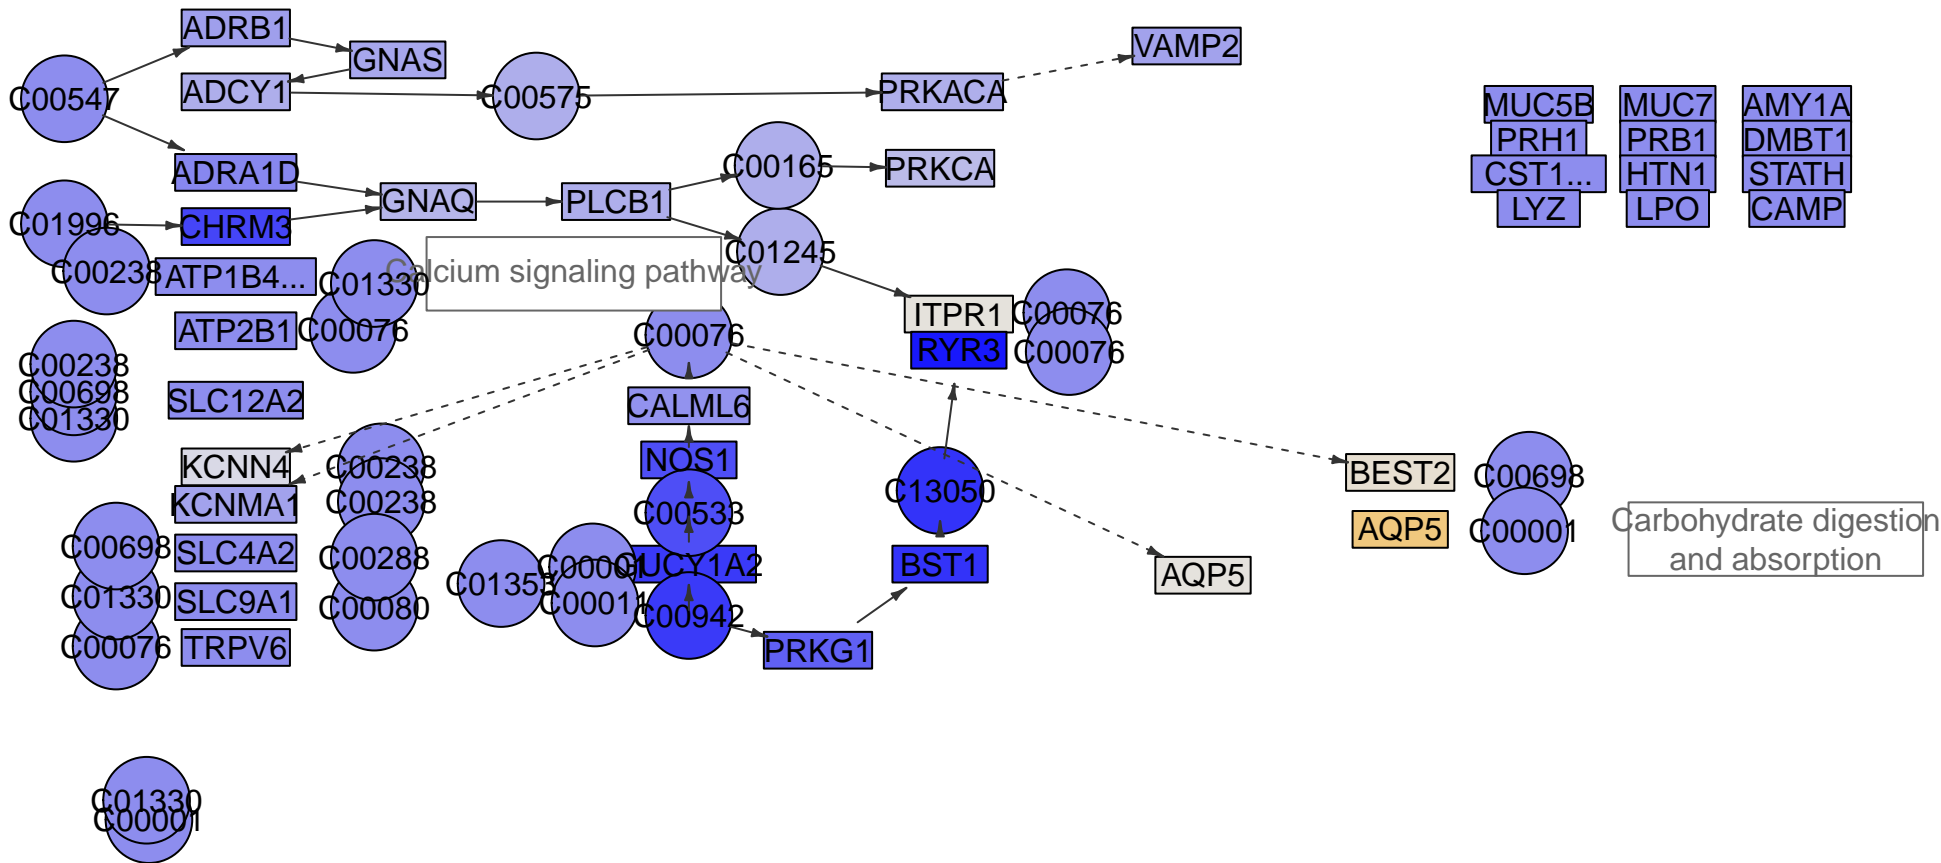 ADRB1
GNAS
VAMP2
C00547
ADCY1
C00575
PRKACA
MUC5B
MUC7
AMY1A
PRH1
PRB1
DMBT1
ADRA1D
C00165
PRKCA
CST1...
HTN1
STATH
GNAQ
PLCB1
LYZ
LPO
CAMP
C01996
CHRM3
C01245
C00238
ATP1B4...
C01330
Calcium signaling pathway
ITPR1
C00076
ATP2B1
C00076
C00076
RYR3
C00076
C00238
C00698
C01330
SLC12A2
CALML6
KCNN4
C00238
NOS1
BEST2
C00698
KCNMA1
C00238
C13050
C00533
AQP5
C00001
Carbohydrate digestion
and absorption
C00698
SLC4A2
C00288
C00001
GUCY1A2
BST1
AQP5
C01353
C01330
SLC9A1
C00080
C00011
C00942
C00076
TRPV6
PRKG1
C01330
C00001